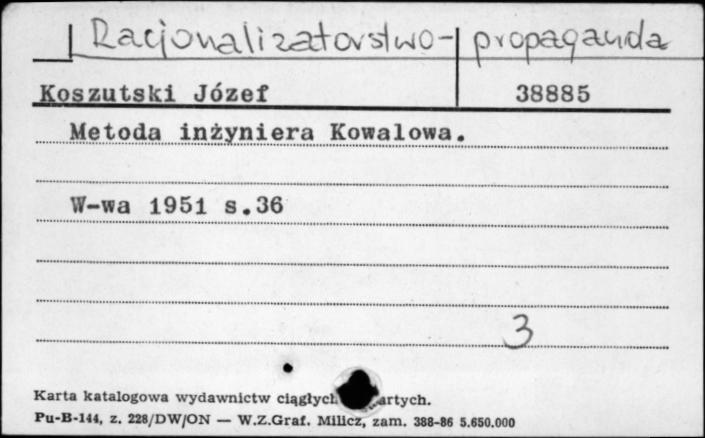 Racjonalizatorstwo - propaganda
Koszutski Józef 38885
Metoda inżyniera Kowalowa.
W-wa 1951 s.36
3
Karta katalogowa wydawnictw ciągłych
Pu-B-144, z. 228/DW/ON — W.Z.Graf. Milicz, zam. 388-86 5.650.000